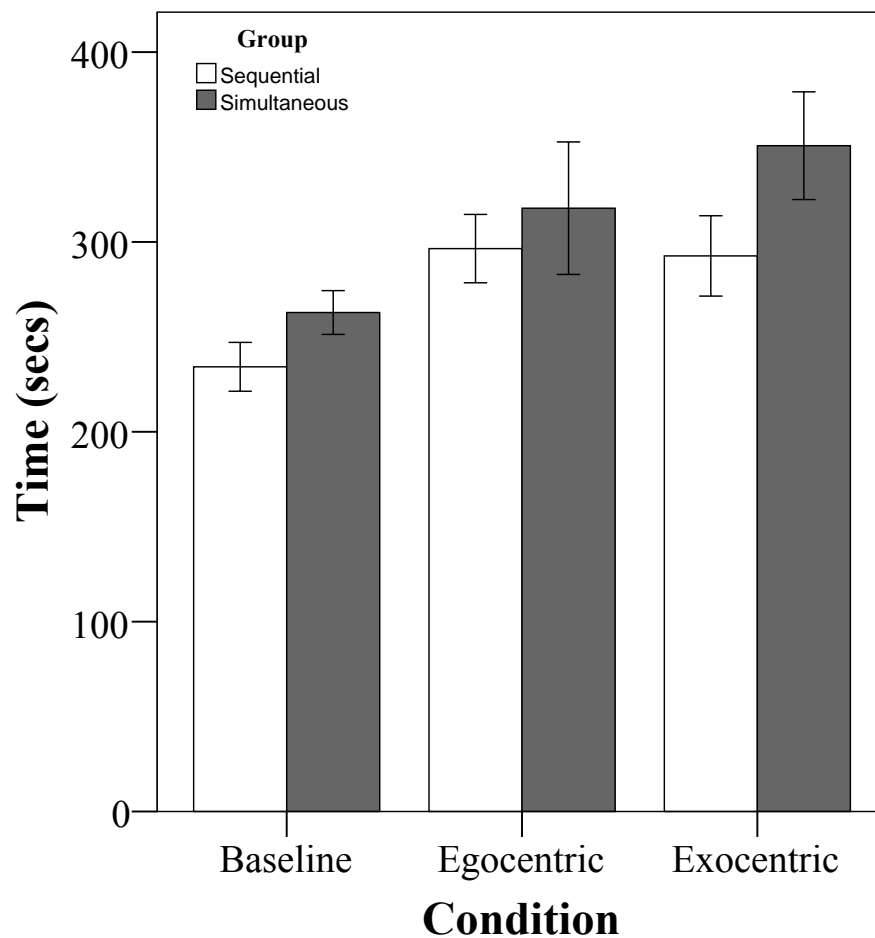 Group
Sequential
Simultaneous
400
300
200
100
0
Time (secs)
Baseline Egocentric Exocentric
Condition